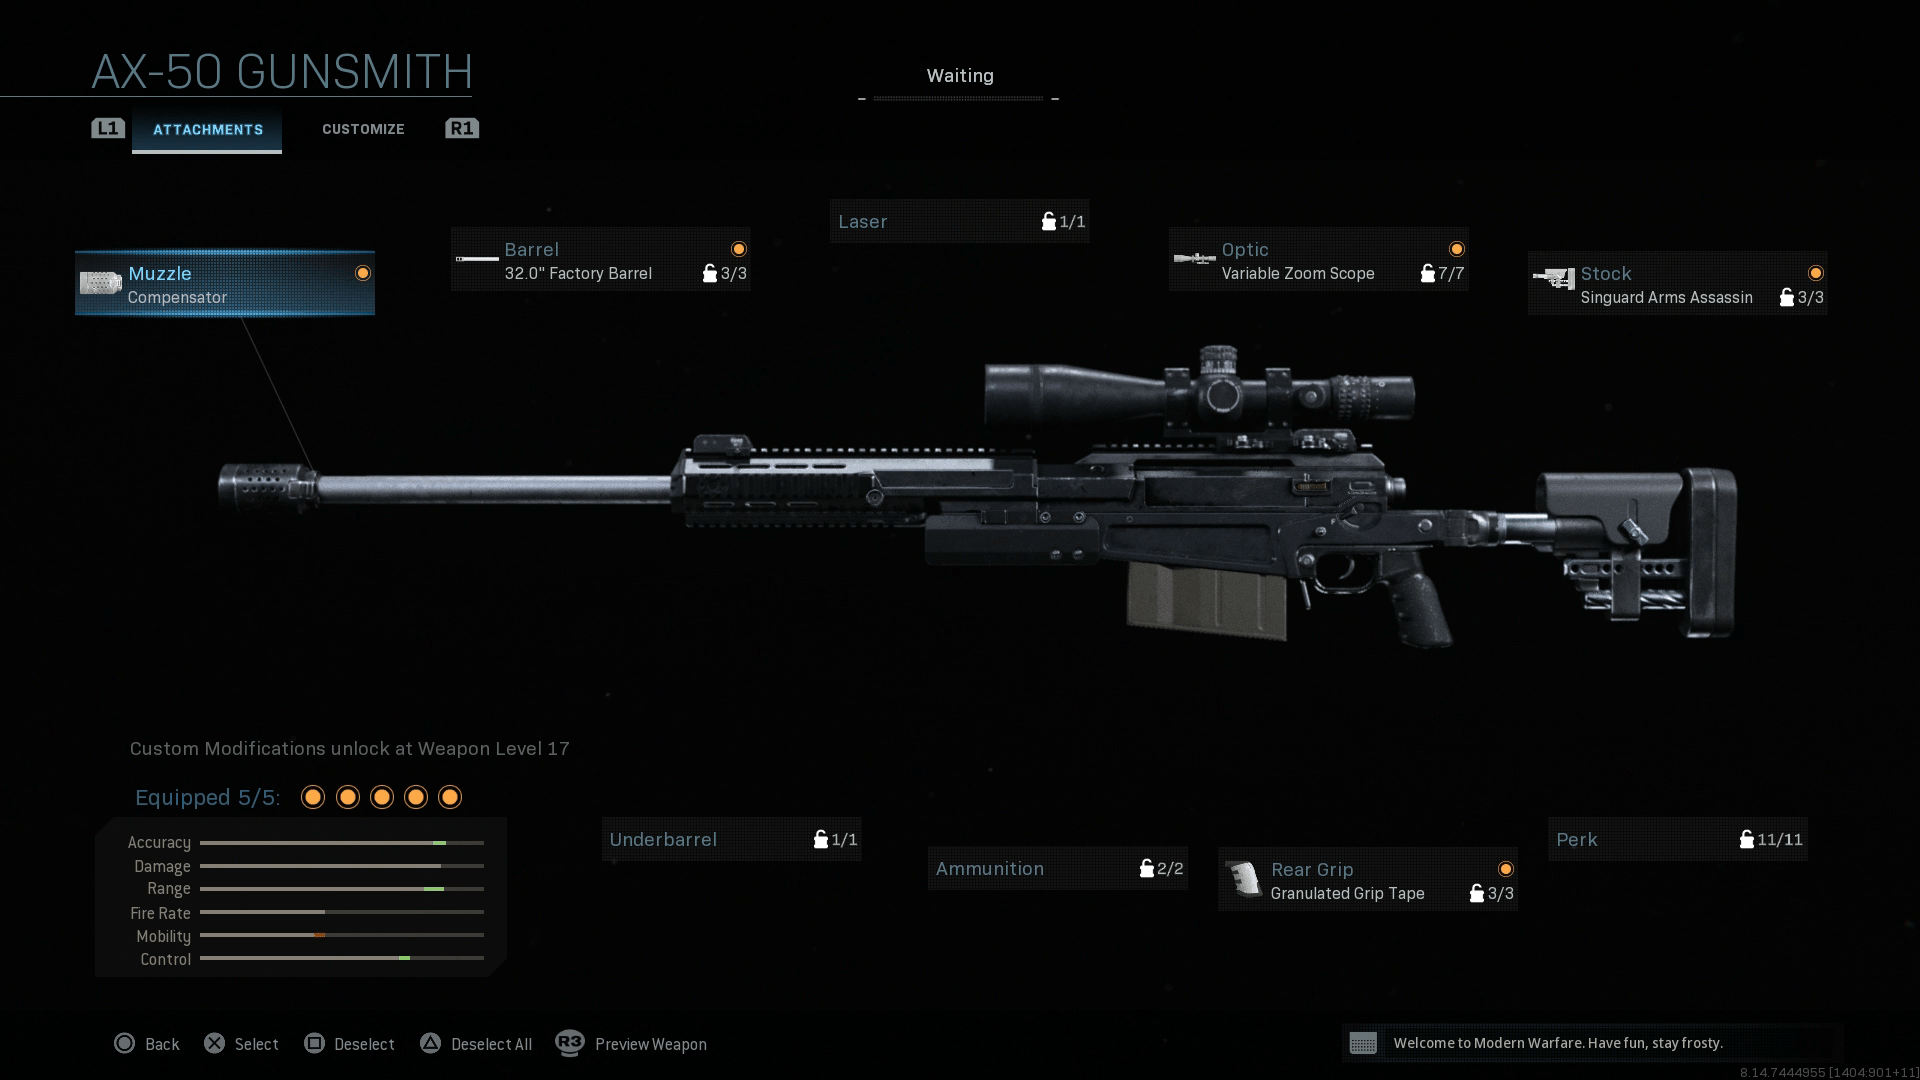 AX-50 GUNSMITH
Waiting
L1 ATTACHMENTS CUSTOMIZE R1
Laser 1/1
Barrel
32.0" Factory Barrel 3/3
Optic
Variable Zoom Scope 7/7
Muzzle
Compensator
Stock
Singuard Arms Assassin 3/3
Custom Modifications unlock at Weapon Level 17
Equipped 5/5:
Accuracy
Damage
Range
Fire Rate
Mobility
Control
Underbarrel 1/1
Ammunition 2/2
Rear Grip
Granulated Grip Tape 3/3
Perk 11/11
Back Select Deselect Deselect All R3 Preview Weapon
Welcome to Modern Warfare. Have fun, stay frosty.
8.14.7444955 [1404:901+11]